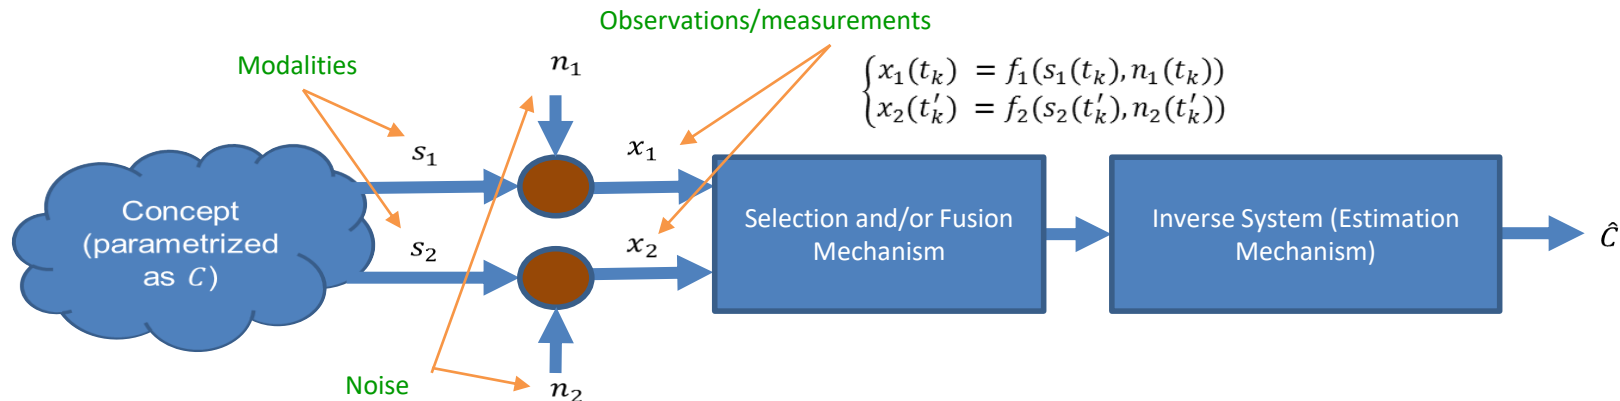 Observations/measurements
Modalities
n₁
{x₁(tₖ) = f₁(s₁(tₖ), n₁(tₖ))
x₂(t′ₖ) = f₂(s₂(t′ₖ), n₂(t′ₖ))
s₁
x₁
Concept
(parametrized
as C)
s₂
x₂
Selection and/or Fusion
Mechanism
Inverse System (Estimation
Mechanism)
Ĉ
Noise
n₂